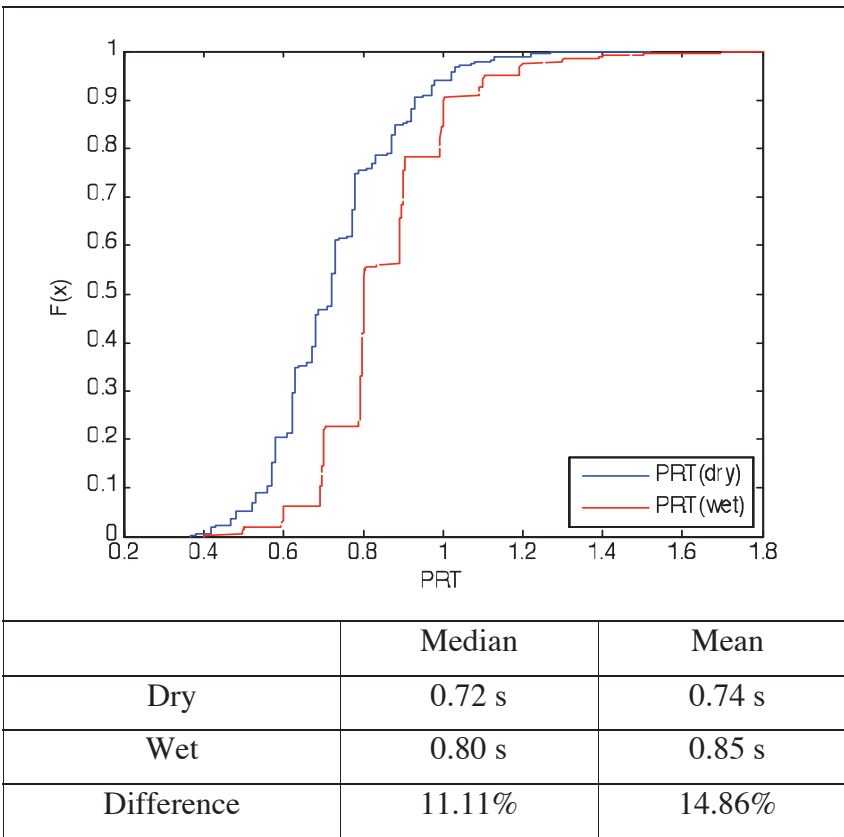 1
0.9
0.8
0.7
0.6
0.5
0.4
0.3
0.2
0.1
0
F(x)
0.2 0.4 0.6 0.8 1 1.2 1.4 1.6 1.8
PRT
PRT(dry)
PRT(wet)
Median Mean
Dry 0.72 s 0.74 s
Wet 0.80 s 0.85 s
Difference 11.11% 14.86%